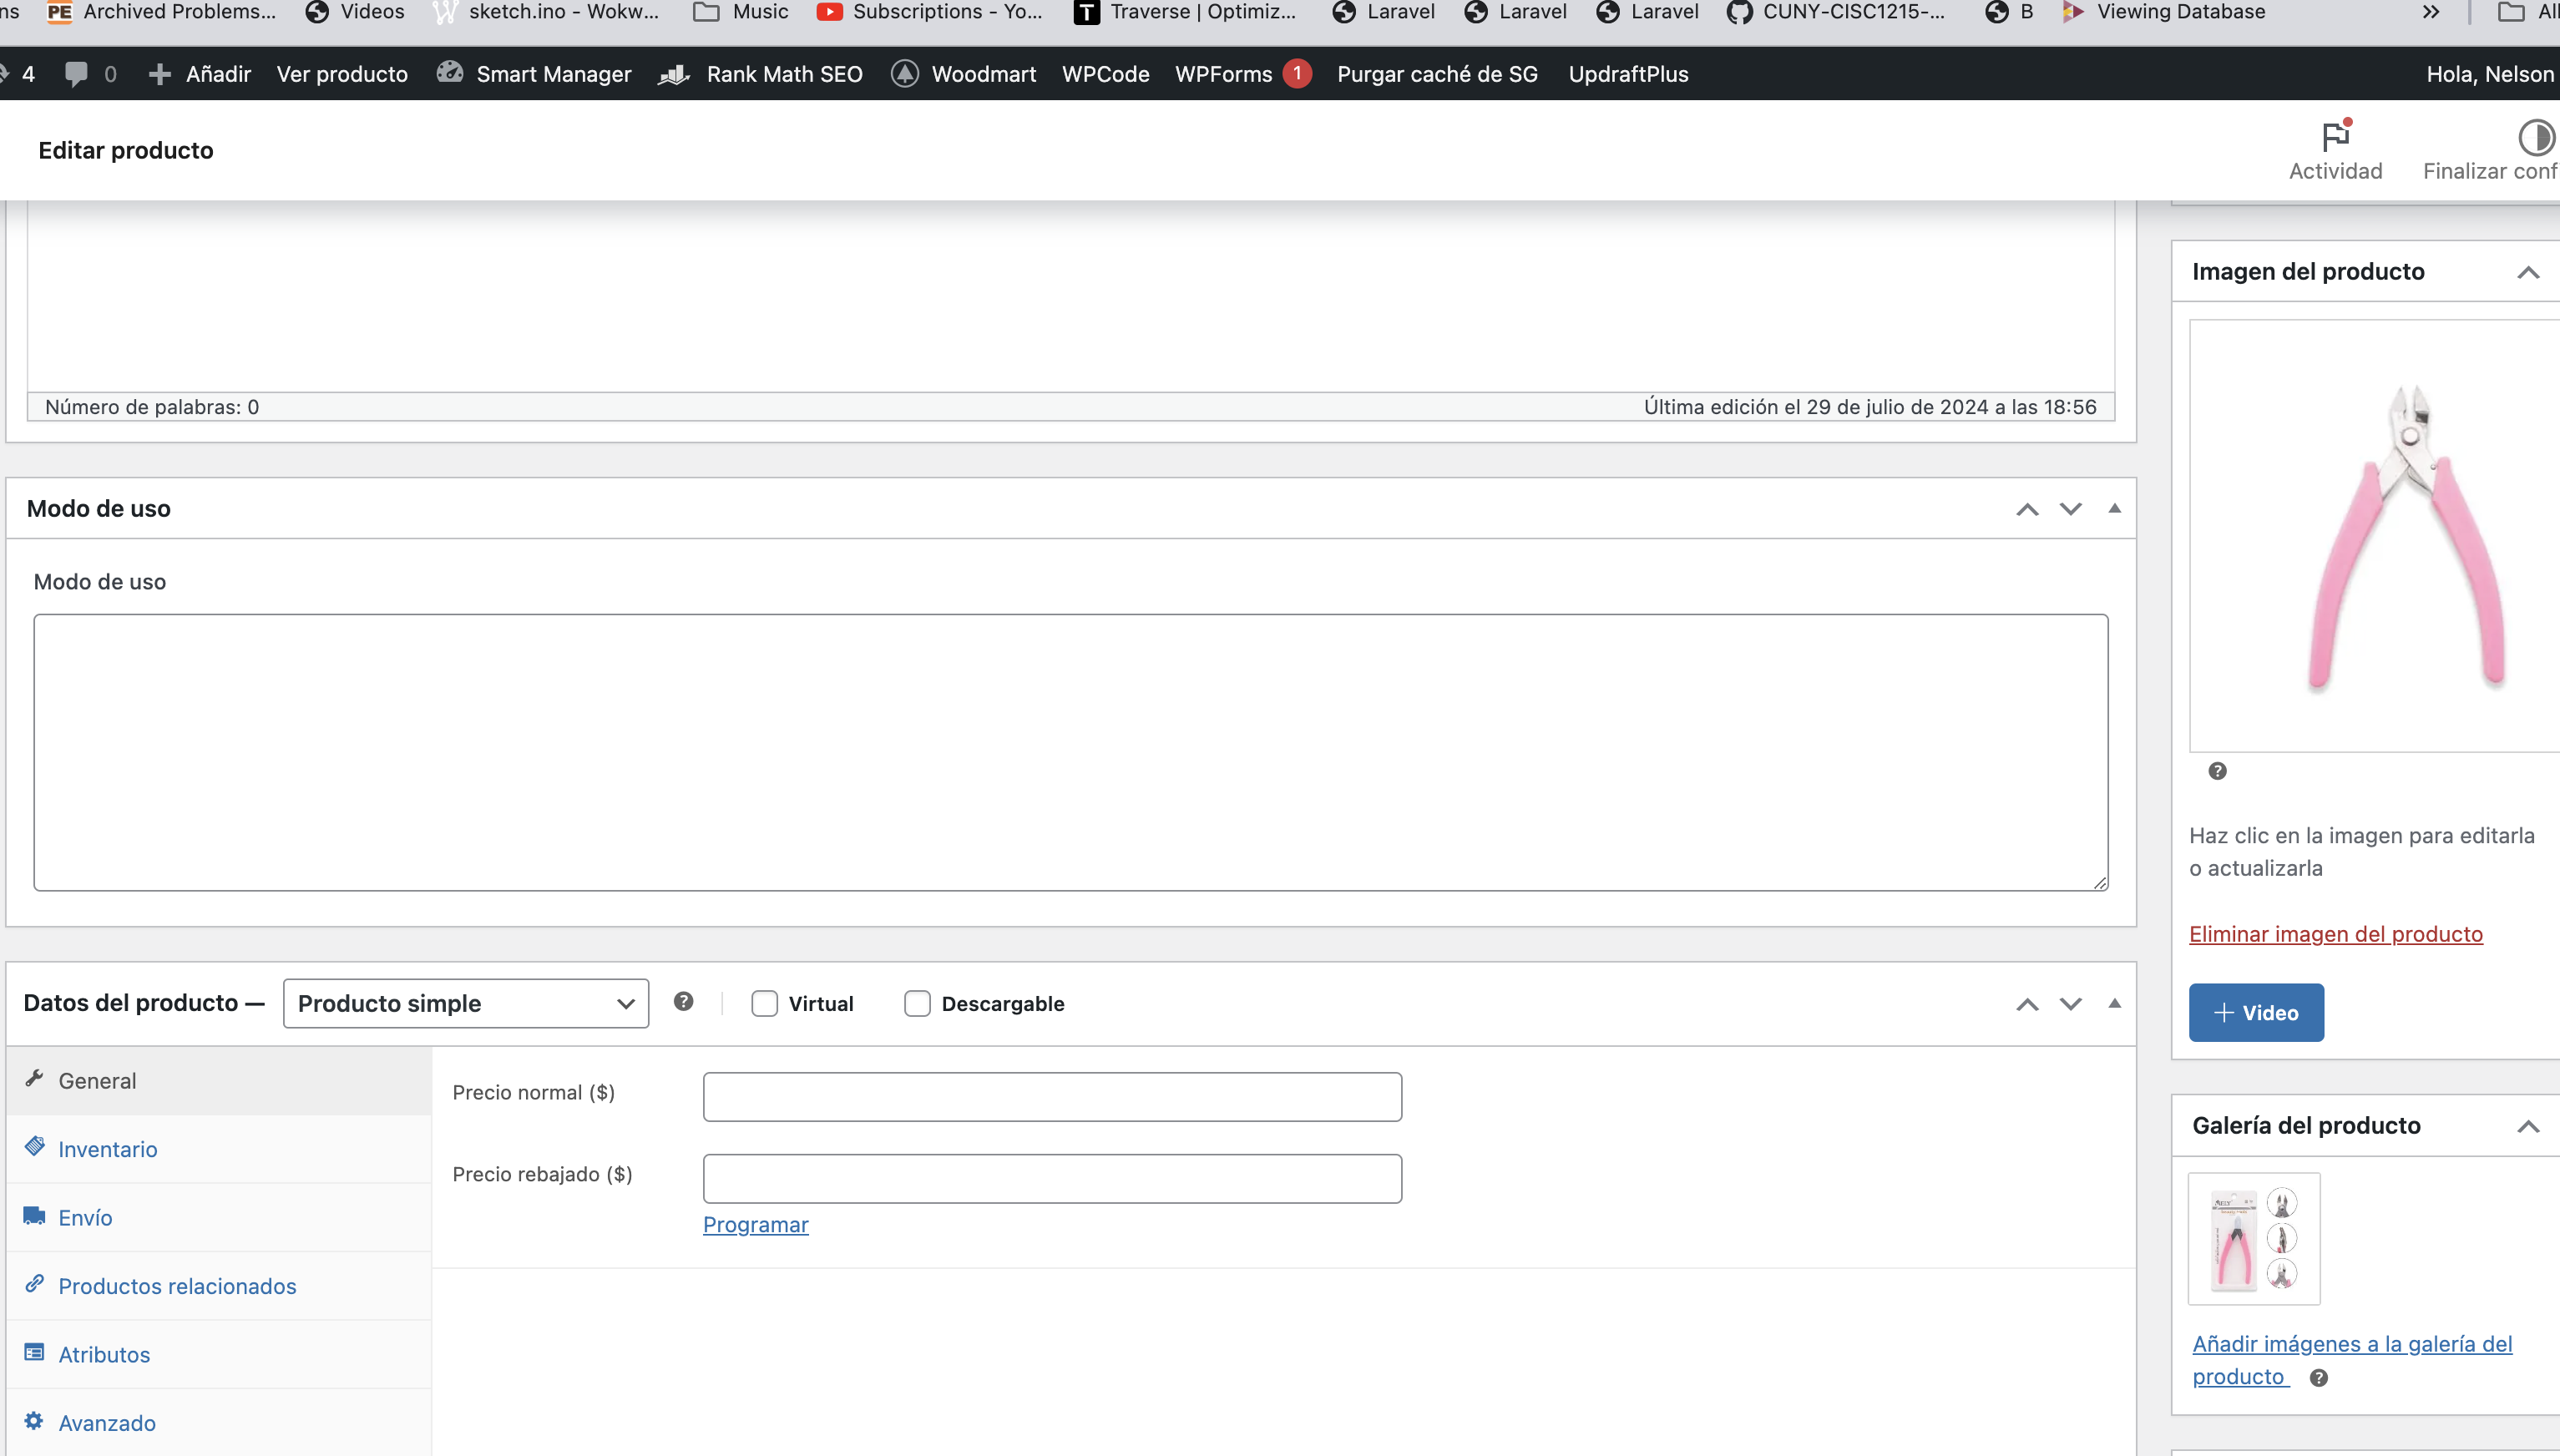 ns
PE Archived Problems...
Videos
sketch.ino - Wokw...
Music
Subscriptions - Yo...
T Traverse | Optimiz...
Laravel
Laravel
Laravel
CUNY-CISC1215-...
B
Viewing Database
»
All
4
0
Añadir
Ver producto
Smart Manager
Rank Math SEO
Woodmart
WPCode
WPForms 1
Purgar caché de SG
UpdraftPlus
Hola, Nelson
Editar producto
Actividad
Finalizar conf
Número de palabras: 0
Última edición el 29 de julio de 2024 a las 18:56
Modo de uso
Modo de uso
Datos del producto —
Producto simple
Virtual
Descargable
General
Inventario
Envío
Productos relacionados
Atributos
Avanzado
Precio normal ($)
Precio rebajado ($)
Programar
Imagen del producto
Haz clic en la imagen para editarla
o actualizarla
Eliminar imagen del producto
+ Video
Galería del producto
Añadir imágenes a la galería del
producto